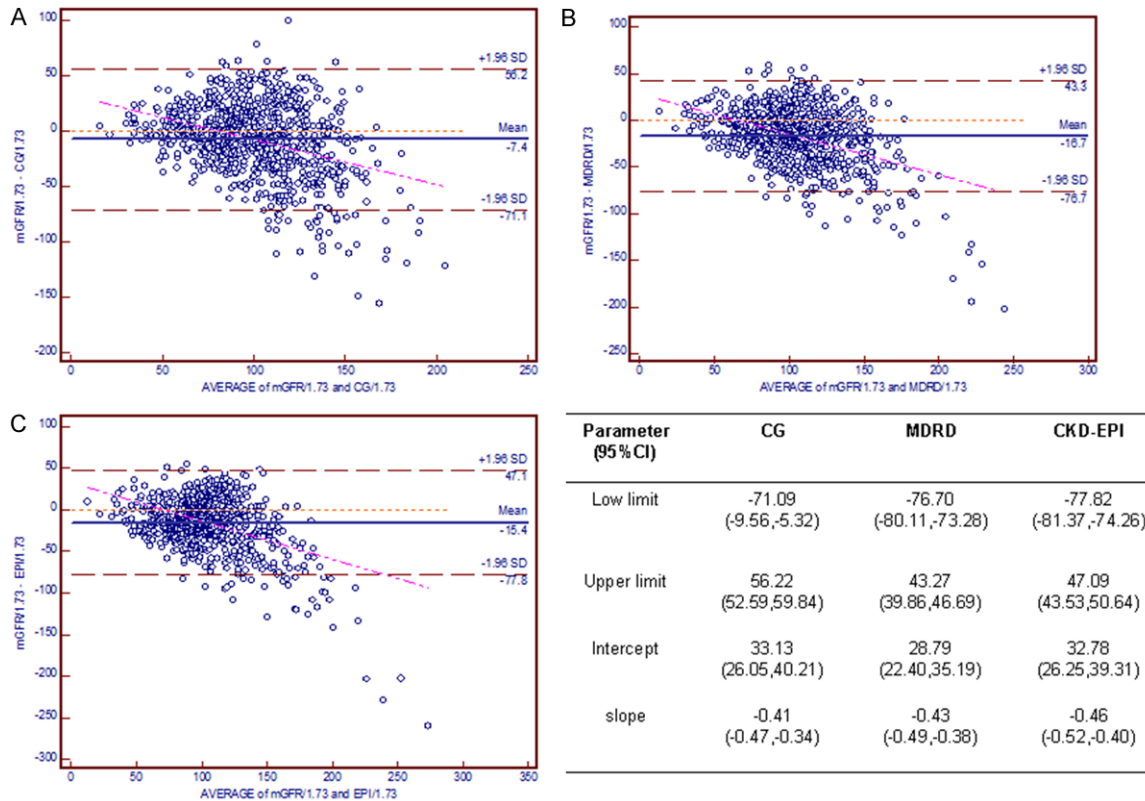 A
100
50
0
-50
-100
-150
-200
mGFR/1.73 - CG/1.73
+1.96 SD
56.2
Mean
-7.4
-1.96 SD
-71.1
0 50 100 150 200 250
AVERAGE of mGFR/1.73 and CG/1.73
B
100
50
0
-50
-100
-150
-200
-250
mGFR/1.73 - MDRD/1.73
+1.96 SD
43.3
Mean
-16.7
-1.96 SD
-76.7
0 50 100 150 200 300
AVERAGE of mGFR/1.73 and MDRD/1.73
C
100
50
0
-50
-100
-150
-200
-250
-300
mGFR/1.73 - EPI/1.73
+1.96 SD
47.1
Mean
-15.4
-1.96 SD
-77.8
0 50 100 150 200 250 300 350
AVERAGE of mGFR/1.73 and EPI/1.73
Parameter CG MDRD CKD-EPI
(95%CI)
Low limit -71.09 -76.70 -77.82
(-9.56,-5.32) (-80.11,-73.28) (-81.37,-74.26)
Upper limit 56.22 43.27 47.09
(52.59,59.84) (39.86,46.69) (43.53,50.64)
Intercept 33.13 28.79 32.78
(26.05,40.21) (22.40,35.19) (26.25,39.31)
slope -0.41 -0.43 -0.46
(-0.47,-0.34) (-0.49,-0.38) (-0.52,-0.40)